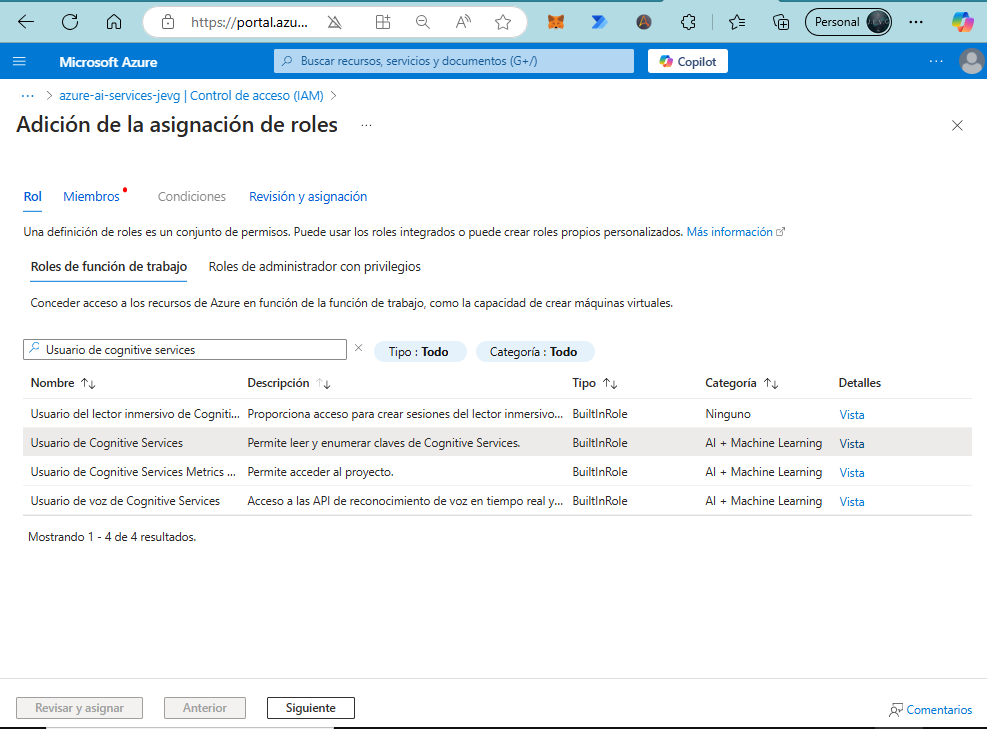 https://portal.azu...
Personal
Microsoft Azure
Buscar recursos, servicios y documentos (G+/)
Copilot
... > azure-ai-services-jevg | Control de acceso (IAM) >
Adición de la asignación de roles ...
Rol Miembros Condiciones Revisión y asignación
Una definición de roles es un conjunto de permisos. Puede usar los roles integrados o puede crear roles propios personalizados. Más información
Roles de función de trabajo Roles de administrador con privilegios
Conceder acceso a los recursos de Azure en función de la función de trabajo, como la capacidad de crear máquinas virtuales.
Usuario de cognitive services Tipo : Todo Categoría : Todo
Nombre ↑↓ Descripción ↑↓ Tipo ↑↓ Categoría ↑↓ Detalles
Usuario del lector inmersivo de Cogniti... Proporciona acceso para crear sesiones del lector inmersivo... BuiltInRole Ninguno Vista
Usuario de Cognitive Services Permite leer y enumerar claves de Cognitive Services. BuiltInRole AI + Machine Learning Vista
Usuario de Cognitive Services Metrics ... Permite acceder al proyecto. BuiltInRole AI + Machine Learning Vista
Usuario de voz de Cognitive Services Acceso a las API de reconocimiento de voz en tiempo real y... BuiltInRole AI + Machine Learning Vista
Mostrando 1 - 4 de 4 resultados.
Revisar y asignar Anterior Siguiente
Comentarios